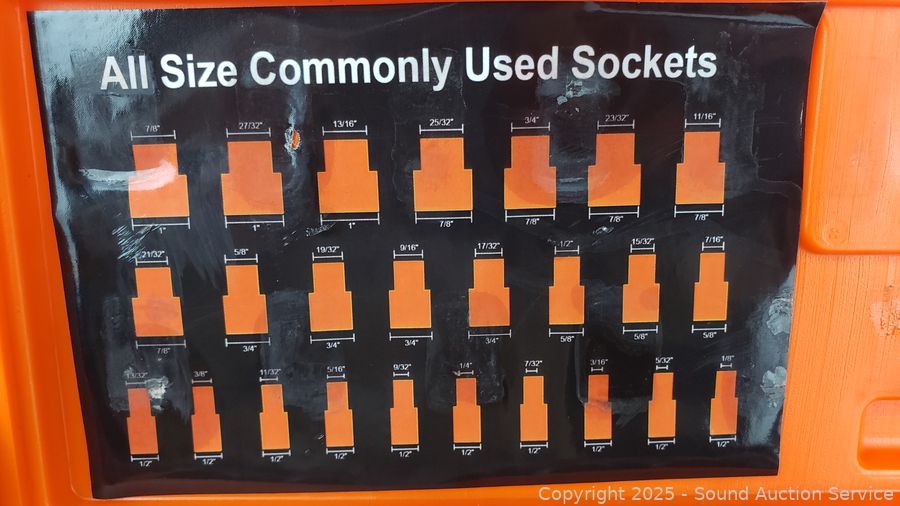 All Size Commonly Used Sockets
7/8" 27/32" 13/16" 25/32" 3/4" 23/32" 11/16"
1" 1" 1" 7/8" 7/8" 7/8" 7/8"
21/32" 5/8" 19/32" 9/16" 17/32" 1/2" 15/32" 7/16"
7/8" 3/4" 3/4" 3/4" 3/4" 5/8" 5/8" 5/8"
13/32" 3/8" 11/32" 5/16" 9/32" 1/4" 7/32" 3/16" 5/32" 1/8"
1/2" 1/2" 1/2" 1/2" 1/2" 1/2" 1/2" 1/2" 1/2" 1/2"
Copyright 2025 - Sound Auction Service